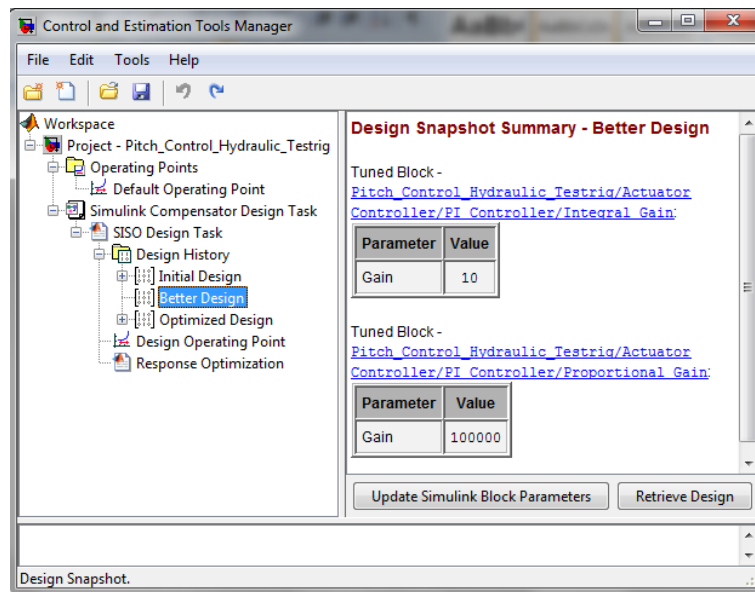 Control and Estimation Tools Manager
File Edit Tools Help
Workspace
Project - Pitch_Control_Hydraulic_Testrig
Operating Points
Default Operating Point
Simulink Compensator Design Task
SISO Design Task
Design History
Initial Design
Better Design
Optimized Design
Design Operating Point
Response Optimization
Design Snapshot Summary - Better Design
Tuned Block -
Pitch_Control_Hydraulic_Testrig/Actuator
Controller/PI_Controller/Integral_Gain:
Parameter Value
Gain 10
Tuned Block -
Pitch_Control_Hydraulic_Testrig/Actuator
Controller/PI_Controller/Proportional_Gain:
Parameter Value
Gain 100000
Update Simulink Block Parameters Retrieve Design
Design Snapshot.